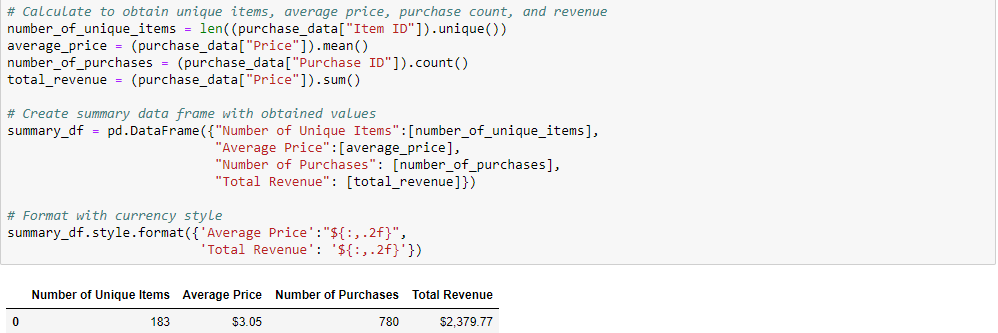 # Calculate to obtain unique items, average price, purchase count, and revenue
number_of_unique_items = len((purchase_data["Item ID"]).unique())
average_price = (purchase_data["Price"]).mean()
number_of_purchases = (purchase_data["Purchase ID"]).count()
total_revenue = (purchase_data["Price"]).sum()

# Create summary data frame with obtained values
summary_df = pd.DataFrame({"Number of Unique Items":[number_of_unique_items],
                           "Average Price":[average_price],
                           "Number of Purchases": [number_of_purchases],
                           "Total Revenue": [total_revenue]})

# Format with currency style
summary_df.style.format({'Average Price':"${:,.2f}",
                         'Total Revenue': '${:,.2f}'})

Number of Unique Items Average Price Number of Purchases Total Revenue
0 183 $3.05 780 $2,379.77